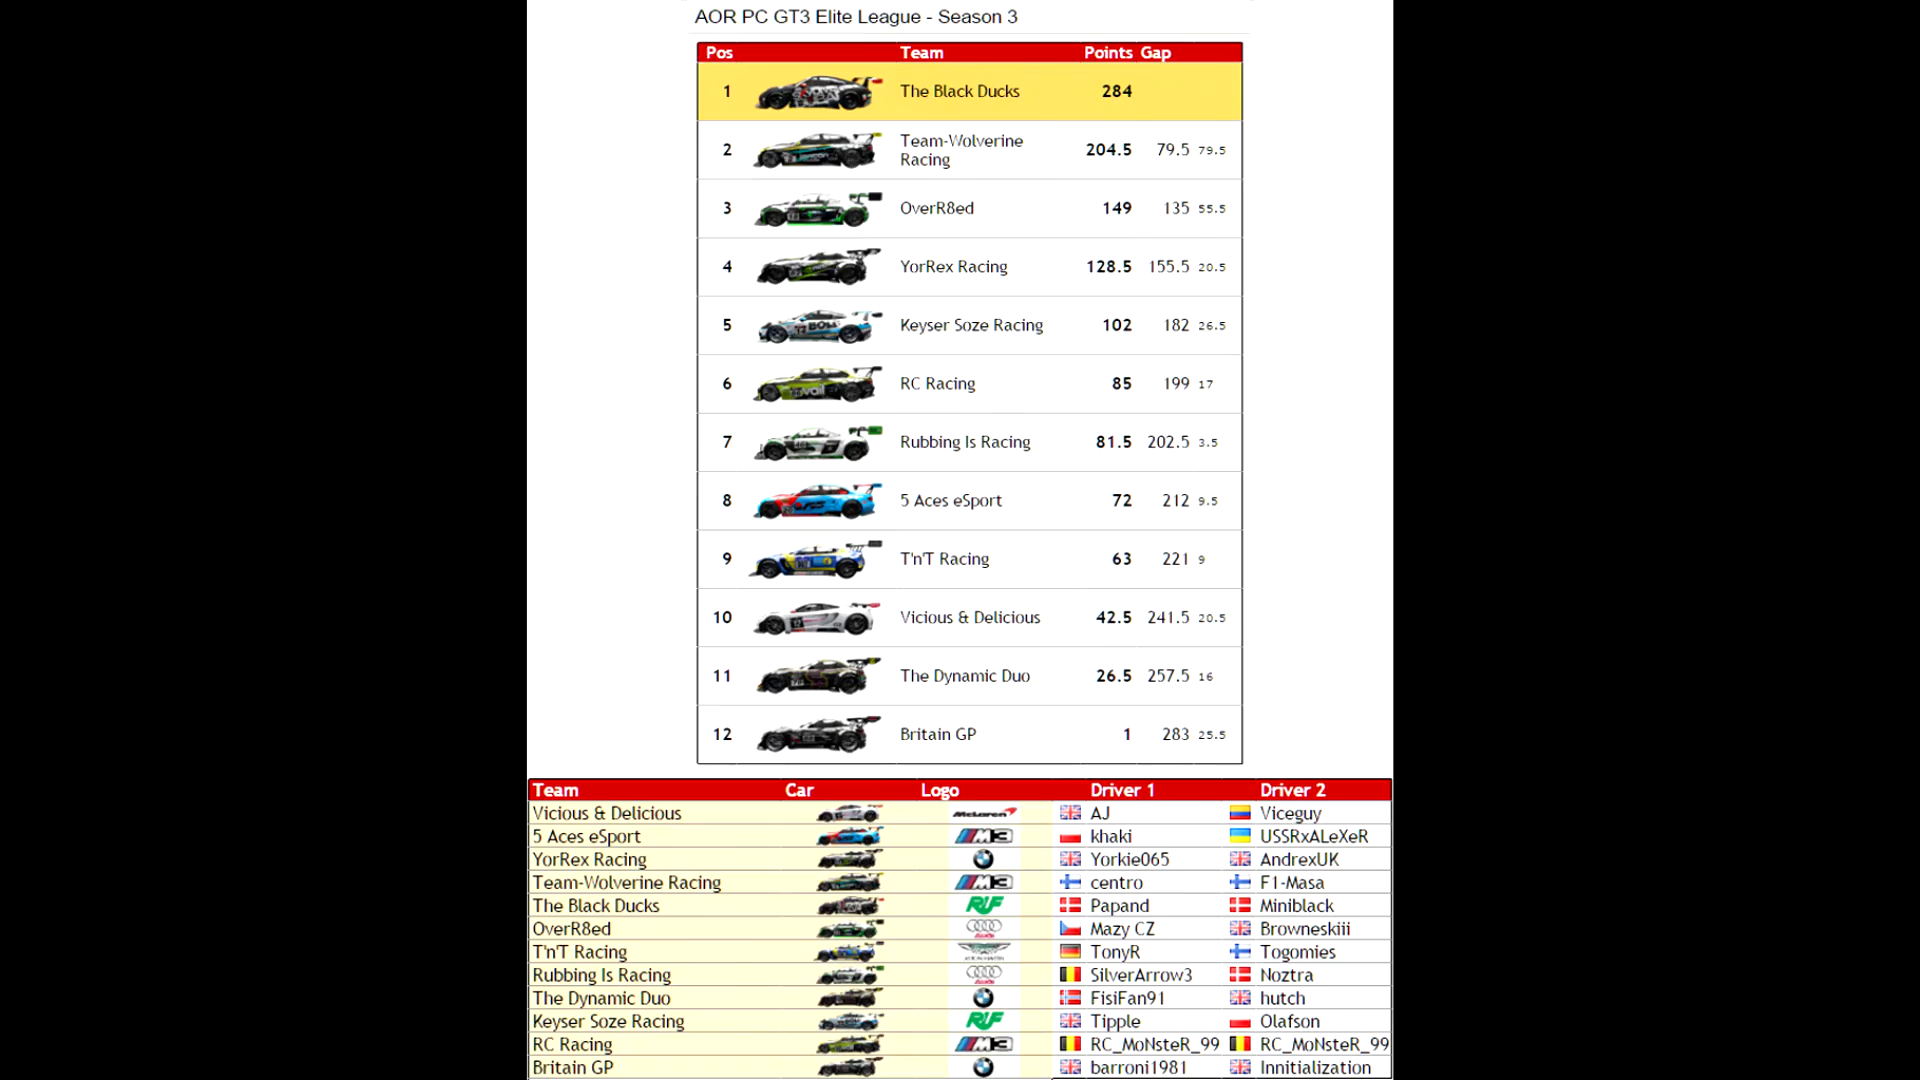 AOR PC GT3 Elite League - Season 3
Pos Team Points Gap
1 The Black Ducks 284
2 Team-Wolverine Racing 204.5 79.5 79.5
3 OverR8ed 149 135 55.5
4 YorRex Racing 128.5 155.5 20.5
5 Keyser Soze Racing 102 182 26.5
6 RC Racing 85 199 17
7 Rubbing Is Racing 81.5 202.5 3.5
8 5 Aces eSport 72 212 9.5
9 T'n'T Racing 63 221 9
10 Vicious & Delicious 42.5 241.5 20.5
11 The Dynamic Duo 26.5 257.5 16
12 Britain GP 1 283 25.5
Team Car Logo Driver 1 Driver 2
Vicious & Delicious McLaren AJ Viceguy
5 Aces eSport M3 khaki USSRxALeXeR
YorRex Racing Yorkie065 AndrexUK
Team-Wolverine Racing M3 centro F1-Masa
The Black Ducks RUF Papand Miniblack
OverR8ed Audi Mazy CZ Browneskiii
T'n'T Racing TonyR Togomies
Rubbing Is Racing Audi SilverArrow3 Noztra
The Dynamic Duo FisiFan91 hutch
Keyser Soze Racing RUF Tipple Olafson
RC Racing M3 RC_MoNsteR_99 RC_MoNsteR_99
Britain GP barroni1981 Innitialization